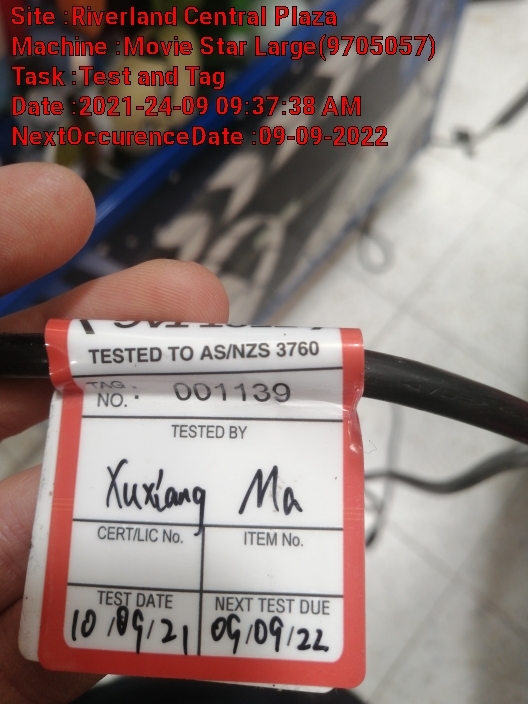 Site :Riverland Central Plaza
Machine :Movie Star Large(9705057)
Task :Test and Tag
Date :2021-24-09 09:37:38 AM
NextOccurenceDate :09-09-2022
TESTED TO AS/NZS 3760
TAG NO. 001139
TESTED BY
Xuxiang Ma
CERT/LIC No. ITEM No.
TEST DATE NEXT TEST DUE
10/09/21 09/09/22